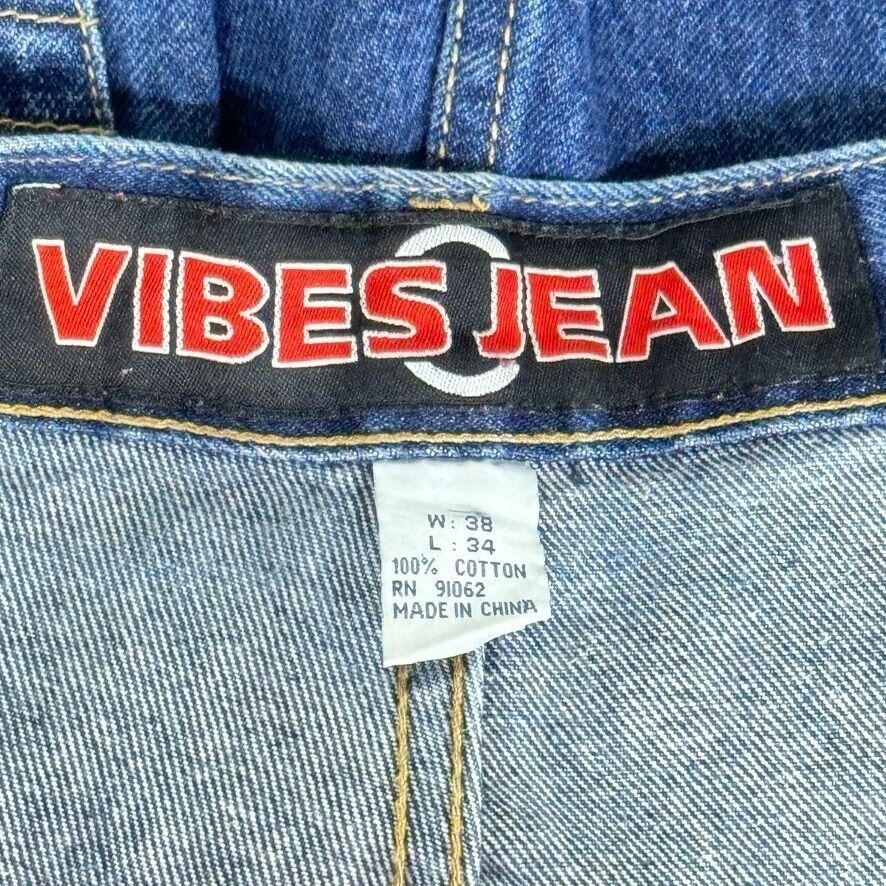 VIBES JEAN
W: 38
L: 34
100% COTTON
RN 91062
MADE IN CHINA